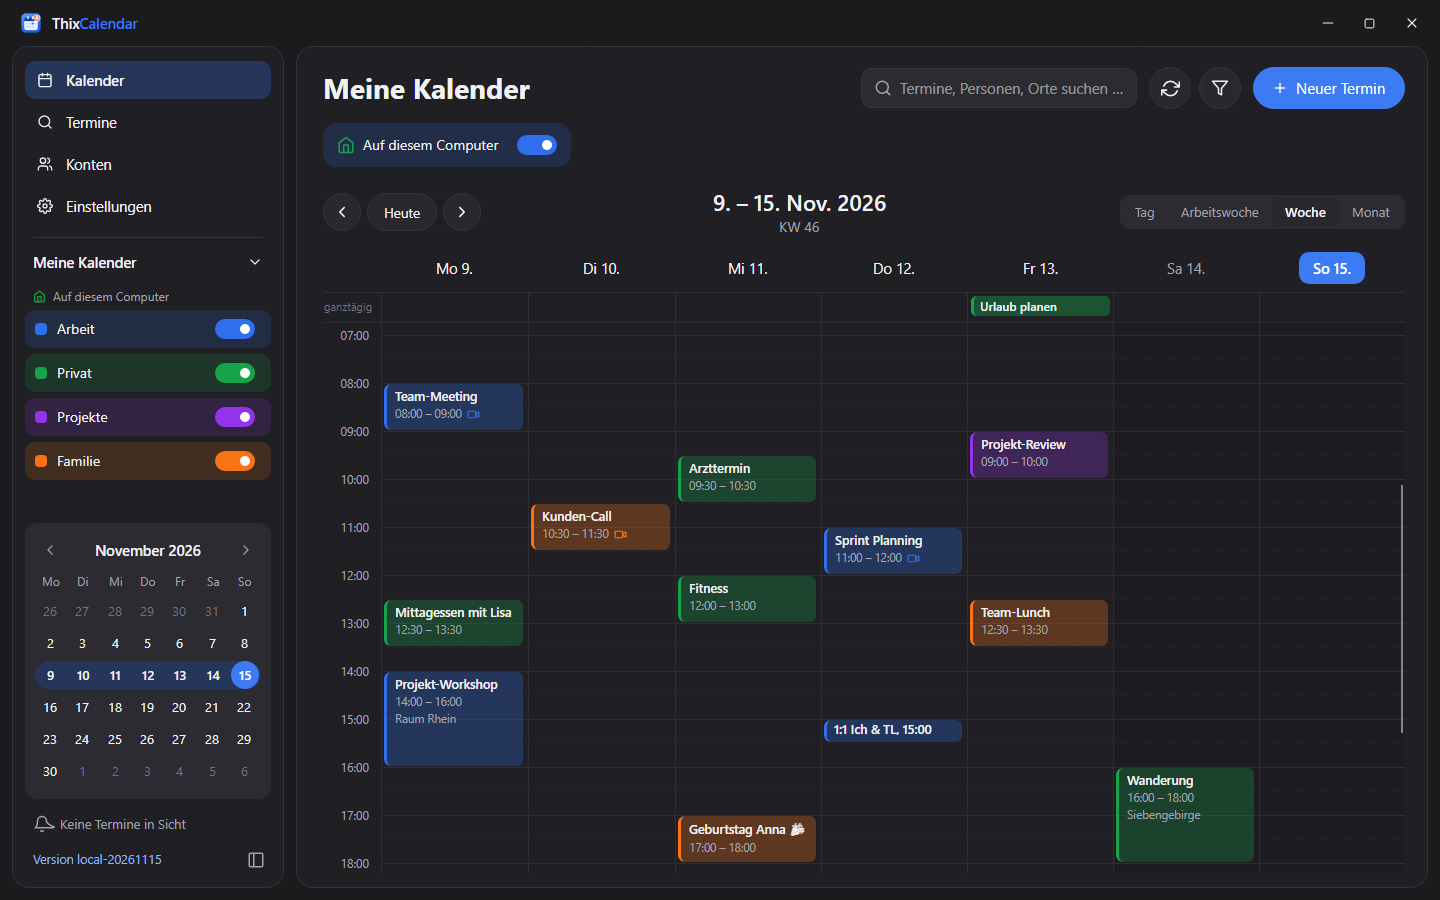 ThixCalendar
Kalender
Termine
Konten
Einstellungen
Meine Kalender
Auf diesem Computer
Arbeit
Privat
Projekte
Familie
November 2026
Mo Di Mi Do Fr Sa So
26 27 28 29 30 31 1
2 3 4 5 6 7 8
9 10 11 12 13 14 15
16 17 18 19 20 21 22
23 24 25 26 27 28 29
30 1 2 3 4 5 6
Keine Termine in Sicht
Version local-20261115
Meine Kalender
Termine, Personen, Orte suchen ...
Neuer Termin
Auf diesem Computer
Heute
9. – 15. Nov. 2026
KW 46
Tag Arbeitswoche Woche Monat
Mo 9. Di 10. Mi 11. Do 12. Fr 13. Sa 14. So 15.
ganztägig
Urlaub planen
07:00
08:00
Team-Meeting
08:00 – 09:00
09:00
Projekt-Review
09:00 – 10:00
Arzttermin
09:30 – 10:30
10:00
Kunden-Call
10:30 – 11:30
11:00
Sprint Planning
11:00 – 12:00
12:00
Fitness
12:00 – 13:00
Mittagessen mit Lisa
12:30 – 13:30
Team-Lunch
12:30 – 13:30
13:00
14:00
Projekt-Workshop
14:00 – 16:00
Raum Rhein
15:00
1:1 Ich & TL, 15:00
16:00
Wanderung
16:00 – 18:00
Siebengebirge
17:00
Geburtstag Anna 🎉
17:00 – 18:00
18:00